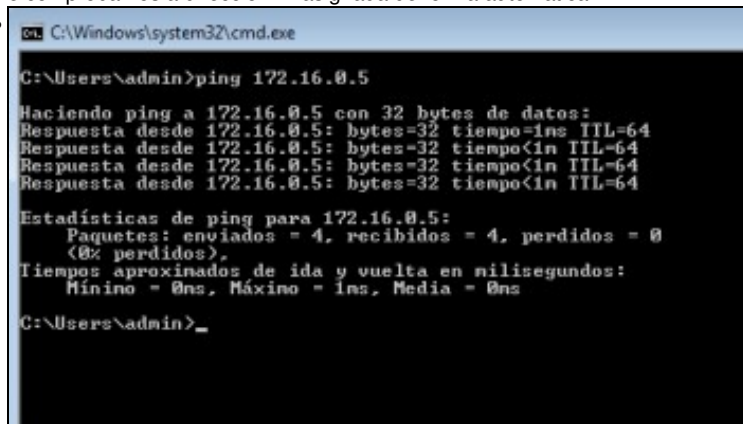 C:\Windows\system32\cmd.exe
C:\Users\admin>ping 172.16.0.5
Haciendo ping a 172.16.0.5 con 32 bytes de datos:
Respuesta desde 172.16.0.5: bytes=32 tiempo=1ms TTL=64
Respuesta desde 172.16.0.5: bytes=32 tiempo<1m TTL=64
Respuesta desde 172.16.0.5: bytes=32 tiempo<1m TTL=64
Respuesta desde 172.16.0.5: bytes=32 tiempo<1m TTL=64
Estadísticas de ping para 172.16.0.5:
Paquetes: enviados = 4, recibidos = 4, perdidos = 0
(0% perdidos),
Tiempos aproximados de ida y vuelta en milisegundos:
Mínimo = 0ms, Máximo = 1ms, Media = 0ms
C:\Users\admin>_